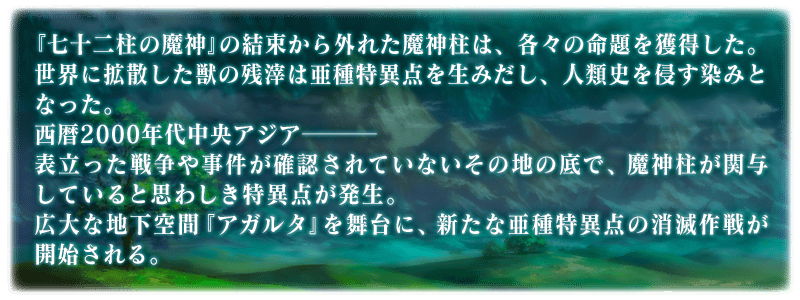 『七十二柱の魔神』の結束から外れた魔神柱は、各々の命題を獲得した。
世界に拡散した獣の残滓は亜種特異点を生みだし、人類史を侵す染みと
なった。
西暦2000年代中央アジア────
表立った戦争や事件が確認されていないその地の底で、魔神柱が関与
していると思わしき特異点が発生。
広大な地下空間『アガルタ』を舞台に、新たな亜種特異点の消滅作戦が
開始される。